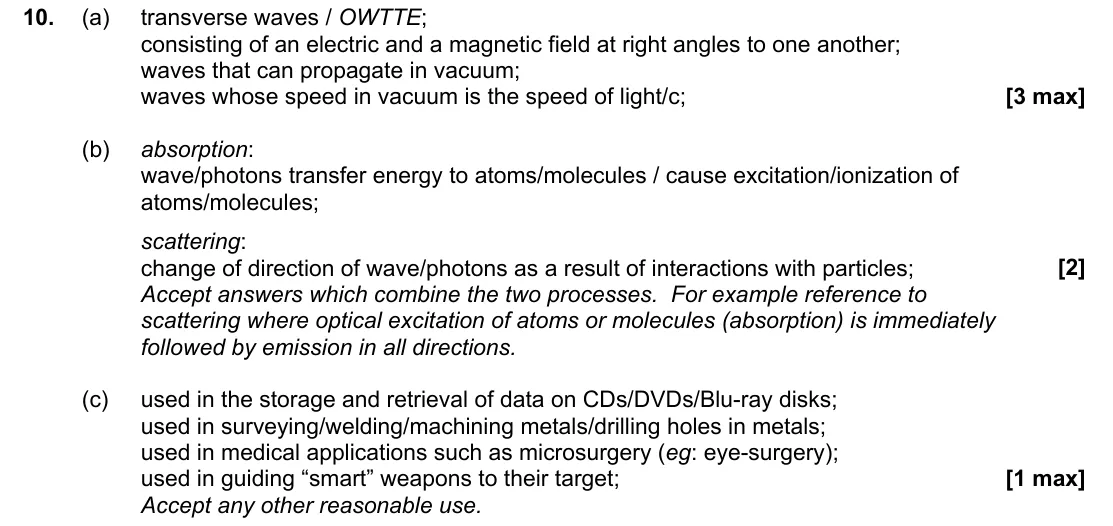 10. (a) transverse waves / OWTTE;
consisting of an electric and a magnetic field at right angles to one another;
waves that can propagate in vacuum;
waves whose speed in vacuum is the speed of light/c; [3 max]
(b) absorption:
wave/photons transfer energy to atoms/molecules / cause excitation/ionization of
atoms/molecules;
scattering:
change of direction of wave/photons as a result of interactions with particles; [2]
Accept answers which combine the two processes. For example reference to
scattering where optical excitation of atoms or molecules (absorption) is immediately
followed by emission in all directions.
(c) used in the storage and retrieval of data on CDs/DVDs/Blu-ray disks;
used in surveying/welding/machining metals/drilling holes in metals;
used in medical applications such as microsurgery (eg: eye-surgery);
used in guiding “smart” weapons to their target; [1 max]
Accept any other reasonable use.